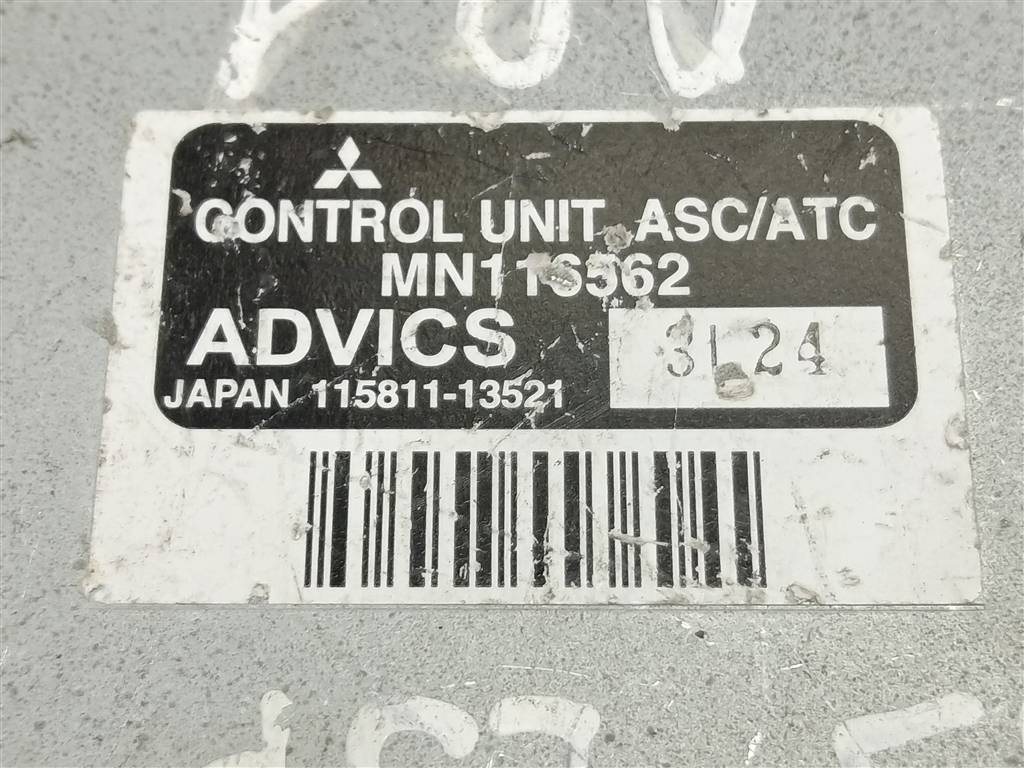 CONTROL UNIT ASC/ATC
MN116562
ADVICS
JAPAN 115811-13521